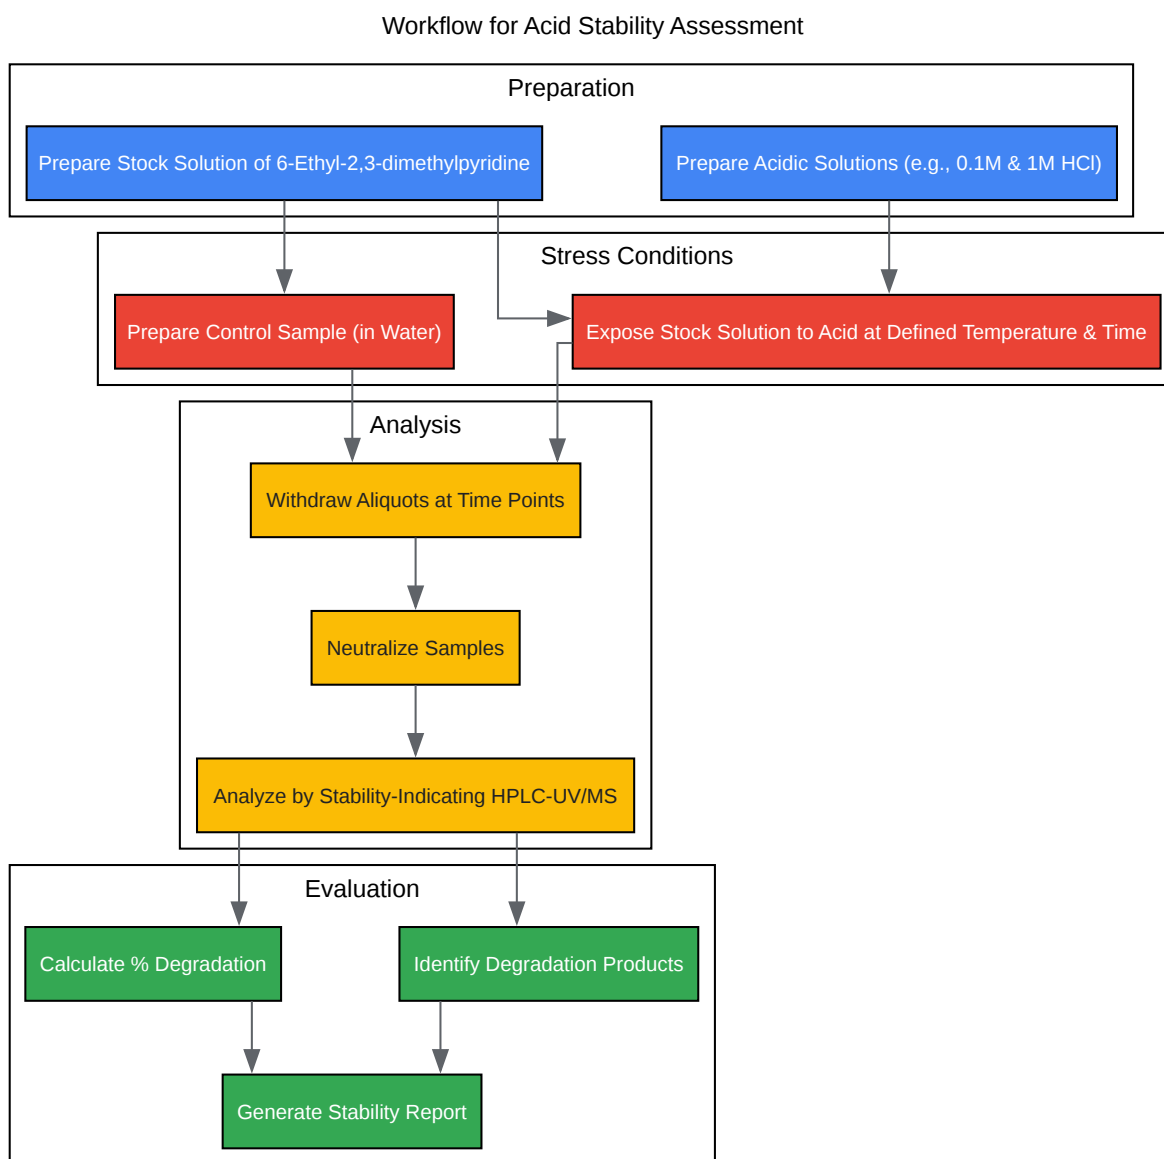 Workflow for Acid Stability Assessment
Preparation
Prepare Stock Solution of 6-Ethyl-2,3-dimethylpyridine
Prepare Acidic Solutions (e.g., 0.1M & 1M HCl)
Stress Conditions
Prepare Control Sample (in Water)
Expose Stock Solution to Acid at Defined Temperature & Time
Analysis
Withdraw Aliquots at Time Points
Neutralize Samples
Analyze by Stability-Indicating HPLC-UV/MS
Evaluation
Calculate % Degradation
Identify Degradation Products
Generate Stability Report